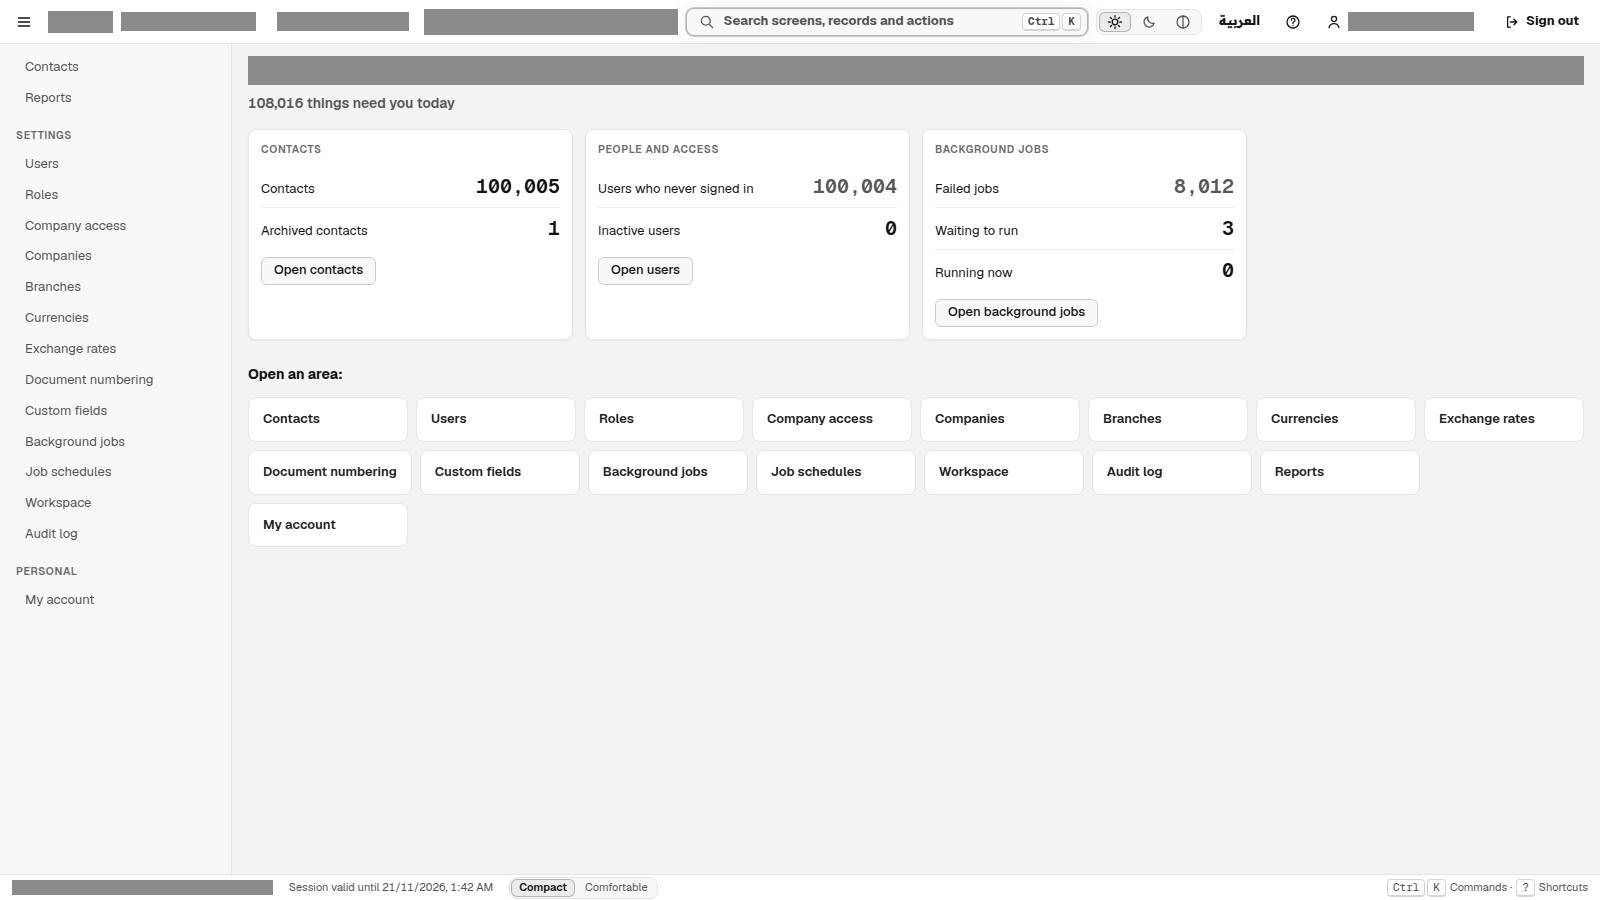 Search screens, records and actions Ctrl K
العربية
Sign out
Contacts
Reports
SETTINGS
Users
Roles
Company access
Companies
Branches
Currencies
Exchange rates
Document numbering
Custom fields
Background jobs
Job schedules
Workspace
Audit log
PERSONAL
My account
108,016 things need you today
CONTACTS
Contacts 100,005
Archived contacts 1
Open contacts
PEOPLE AND ACCESS
Users who never signed in 100,004
Inactive users 0
Open users
BACKGROUND JOBS
Failed jobs 8,012
Waiting to run 3
Running now 0
Open background jobs
Open an area:
Contacts Users Roles Company access Companies Branches Currencies Exchange rates
Document numbering Custom fields Background jobs Job schedules Workspace Audit log Reports
My account
Session valid until 21/11/2026, 1:42 AM Compact Comfortable
Ctrl K Commands · ? Shortcuts